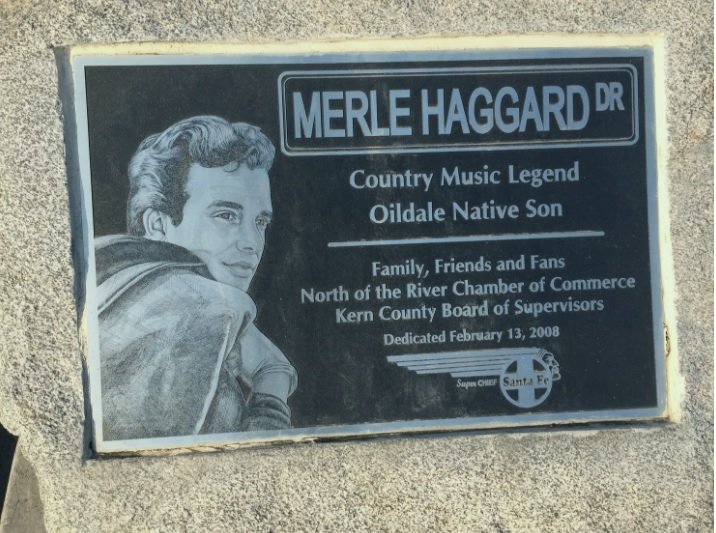 MERLE HAGGARD DR
Country Music Legend
Oildale Native Son
Family, Friends and Fans
North of the River Chamber of Commerce
Kern County Board of Supervisors
Dedicated February 13, 2008
Super CHIEF Santa Fe